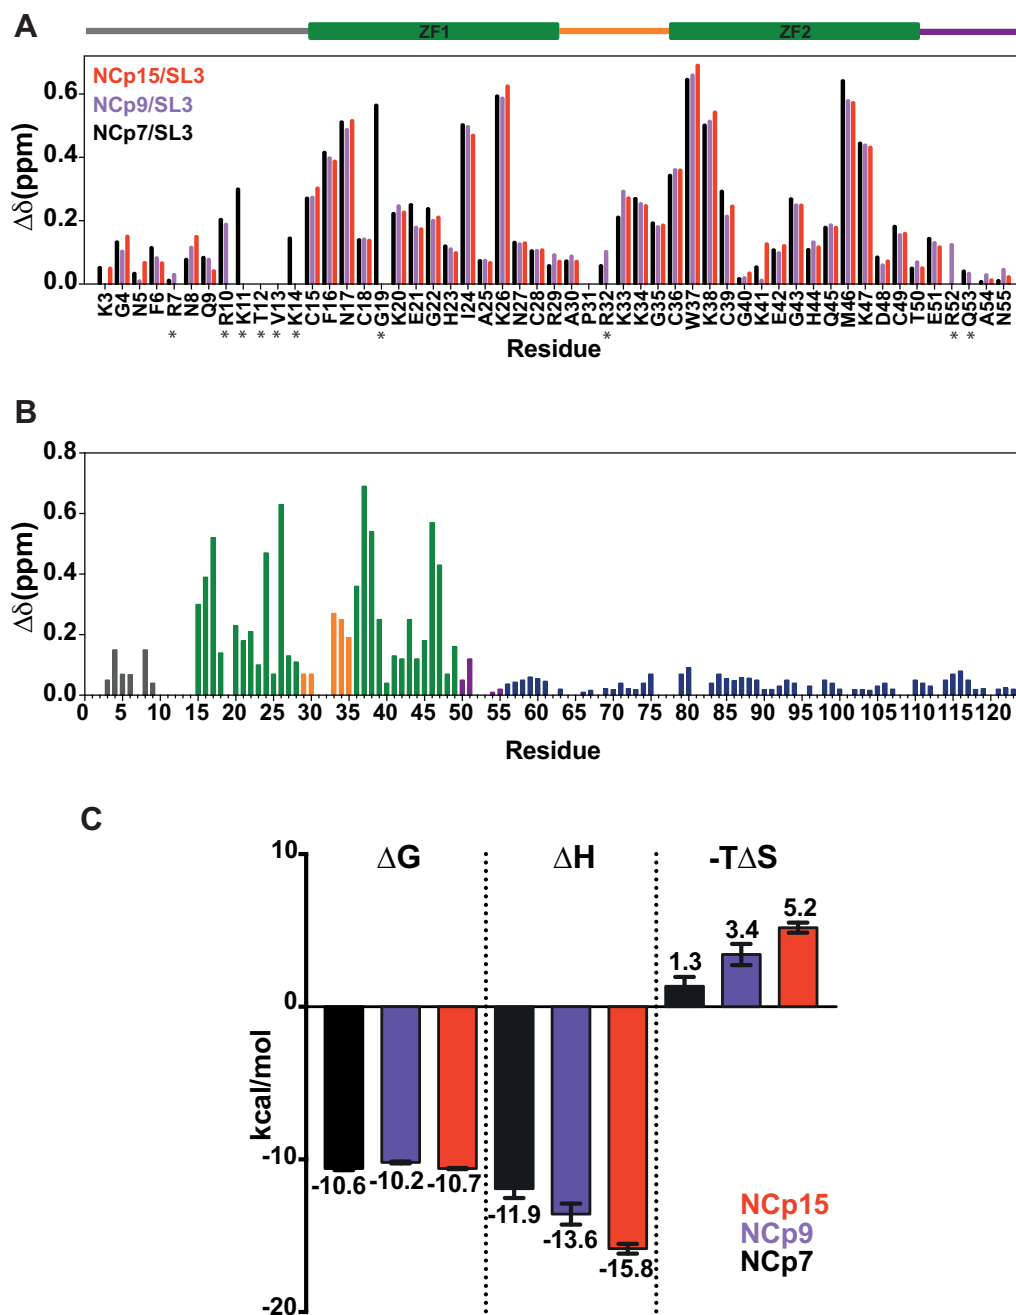 A
ZF1
ZF2
NCp15/SL3
NCp9/SL3
NCp7/SL3
Δδ(ppm)
0.6
0.4
0.2
0.0
K3 G4 N5 F6 R7 N8 Q9 R10 K11 T12 V13 K14 C15 F16 N17 C18 G19 K20 E21 G22 H23 I24 A25 K26 N27 C28 R29 A30 P31 R32 K33 K34 G35 C36 W37 K38 C39 G40 K41 E42 G43 H44 Q45 M46 K47 D48 C49 T50 E51 R52 Q53 A54 N55
* * * * * * * * * *
Residue
B
Δδ(ppm)
0.8
0.6
0.4
0.2
0.0
0 5 10 15 20 25 30 35 40 45 50 55 60 65 70 75 80 85 90 95 100 105 110 115 120
Residue
C
ΔG ΔH -TΔS
kcal/mol
10
0
-10
-20
1.3 3.4 5.2
-10.6 -10.2 -10.7
-11.9 -13.6 -15.8
NCp15
NCp9
NCp7